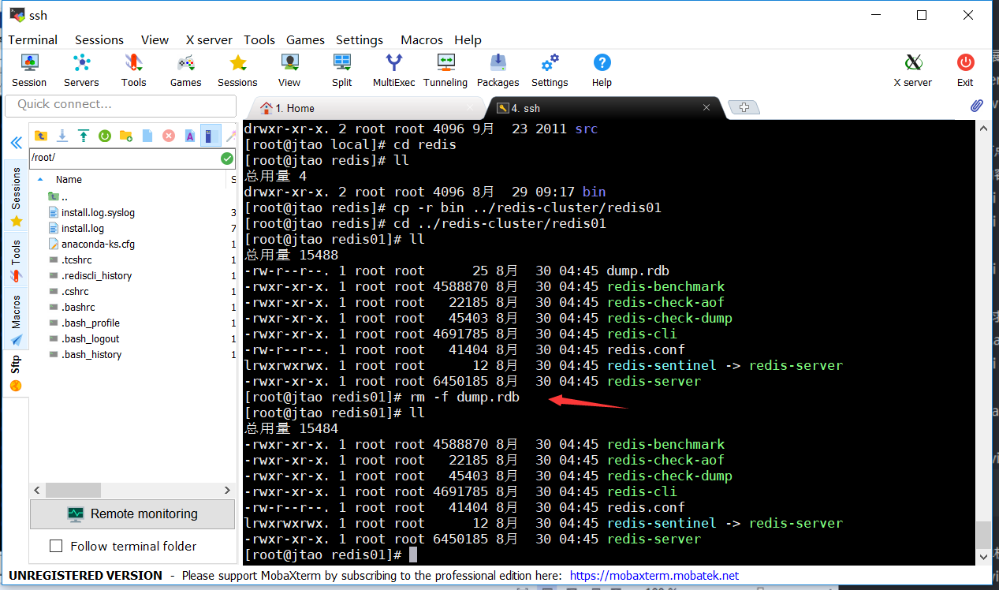 ssh
Terminal Sessions View X server Tools Games Settings Macros Help
Session Servers Tools Games Sessions View Split MultiExec Tunneling Packages Settings Help X server Exit
Quick connect...
1. Home
4. ssh
/root/
Name
..
install.log.syslog
install.log
anaconda-ks.cfg
.tcshrc
.rediscli_history
.cshrc
.bashrc
.bash_profile
.bash_logout
.bash_history
Sessions
Tools
Macros
Sftp
Remote monitoring
Follow terminal folder
drwxr-xr-x. 2 root root 4096 9月  23 2011 src
[root@jtao local]# cd redis
[root@jtao redis]# ll
总用量 4
drwxr-xr-x. 2 root root 4096 8月  29 09:17 bin
[root@jtao redis]# cp -r bin ../redis-cluster/redis01
[root@jtao redis]# cd ../redis-cluster/redis01
[root@jtao redis01]# ll
总用量 15488
-rw-r--r--. 1 root root      25 8月  30 04:45 dump.rdb
-rwxr-xr-x. 1 root root 4588870 8月  30 04:45 redis-benchmark
-rwxr-xr-x. 1 root root   22185 8月  30 04:45 redis-check-aof
-rwxr-xr-x. 1 root root   45403 8月  30 04:45 redis-check-dump
-rwxr-xr-x. 1 root root 4691785 8月  30 04:45 redis-cli
-rw-r--r--. 1 root root   41404 8月  30 04:45 redis.conf
lrwxrwxrwx. 1 root root      12 8月  30 04:45 redis-sentinel -> redis-server
-rwxr-xr-x. 1 root root 6450185 8月  30 04:45 redis-server
[root@jtao redis01]# rm -f dump.rdb
[root@jtao redis01]# ll
总用量 15484
-rwxr-xr-x. 1 root root 4588870 8月  30 04:45 redis-benchmark
-rwxr-xr-x. 1 root root   22185 8月  30 04:45 redis-check-aof
-rwxr-xr-x. 1 root root   45403 8月  30 04:45 redis-check-dump
-rwxr-xr-x. 1 root root 4691785 8月  30 04:45 redis-cli
-rw-r--r--. 1 root root   41404 8月  30 04:45 redis.conf
lrwxrwxrwx. 1 root root      12 8月  30 04:45 redis-sentinel -> redis-server
-rwxr-xr-x. 1 root root 6450185 8月  30 04:45 redis-server
[root@jtao redis01]#
UNREGISTERED VERSION - Please support MobaXterm by subscribing to the professional edition here: https://mobaxterm.mobatek.net